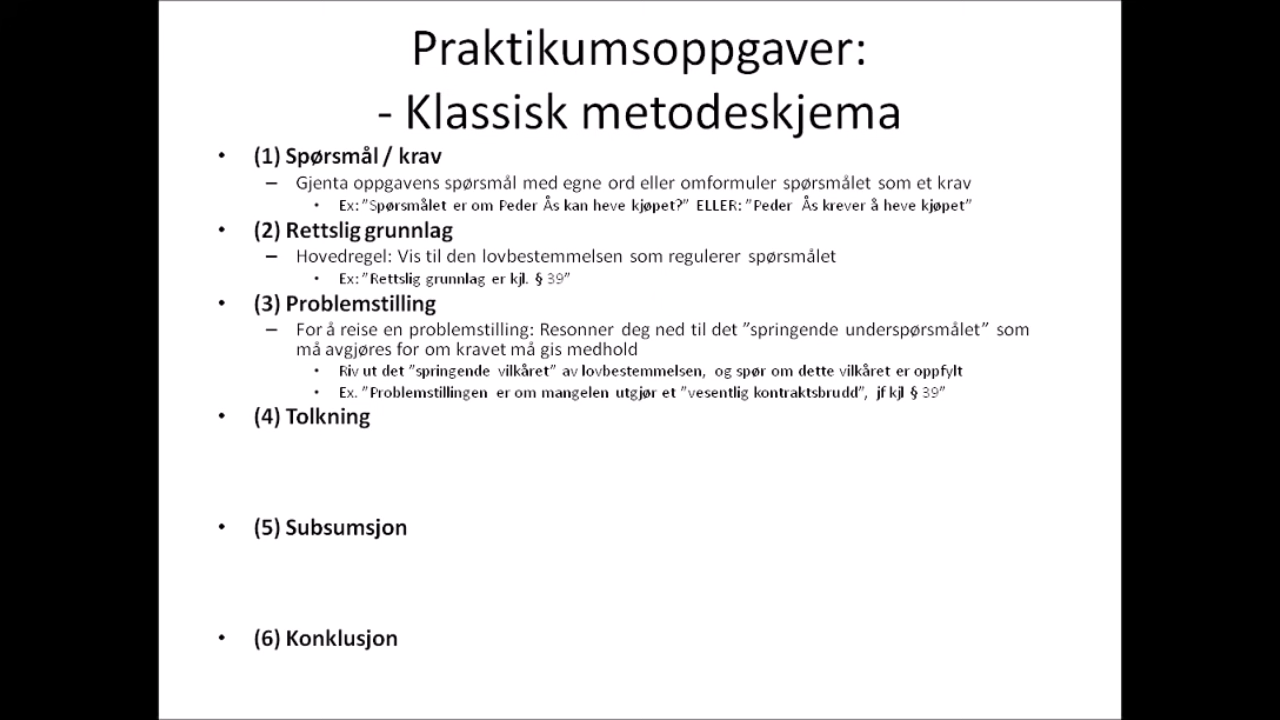 Praktikumsoppgaver:
- Klassisk metodeskjema
• (1) Spørsmål / krav
– Gjenta oppgavens spørsmål med egne ord eller omformuler spørsmålet som et krav
• Ex: ”Spørsmålet er om Peder Ås kan heve kjøpet?” ELLER: ”Peder Ås krever å heve kjøpet”
• (2) Rettslig grunnlag
– Hovedregel: Vis til den lovbestemmelsen som regulerer spørsmålet
• Ex: ”Rettslig grunnlag er kjl. § 39”
• (3) Problemstilling
– For å reise en problemstilling: Resonner deg ned til det ”springende underspørsmålet” som
må avgjøres for om kravet må gis medhold
• Riv ut det ”springende vilkåret” av lovbestemmelsen, og spør om dette vilkåret er oppfylt
• Ex. ”Problemstillingen er om mangelen utgjør et ”vesentlig kontraktsbrudd”, jf kjl § 39”
• (4) Tolkning
• (5) Subsumsjon
• (6) Konklusjon